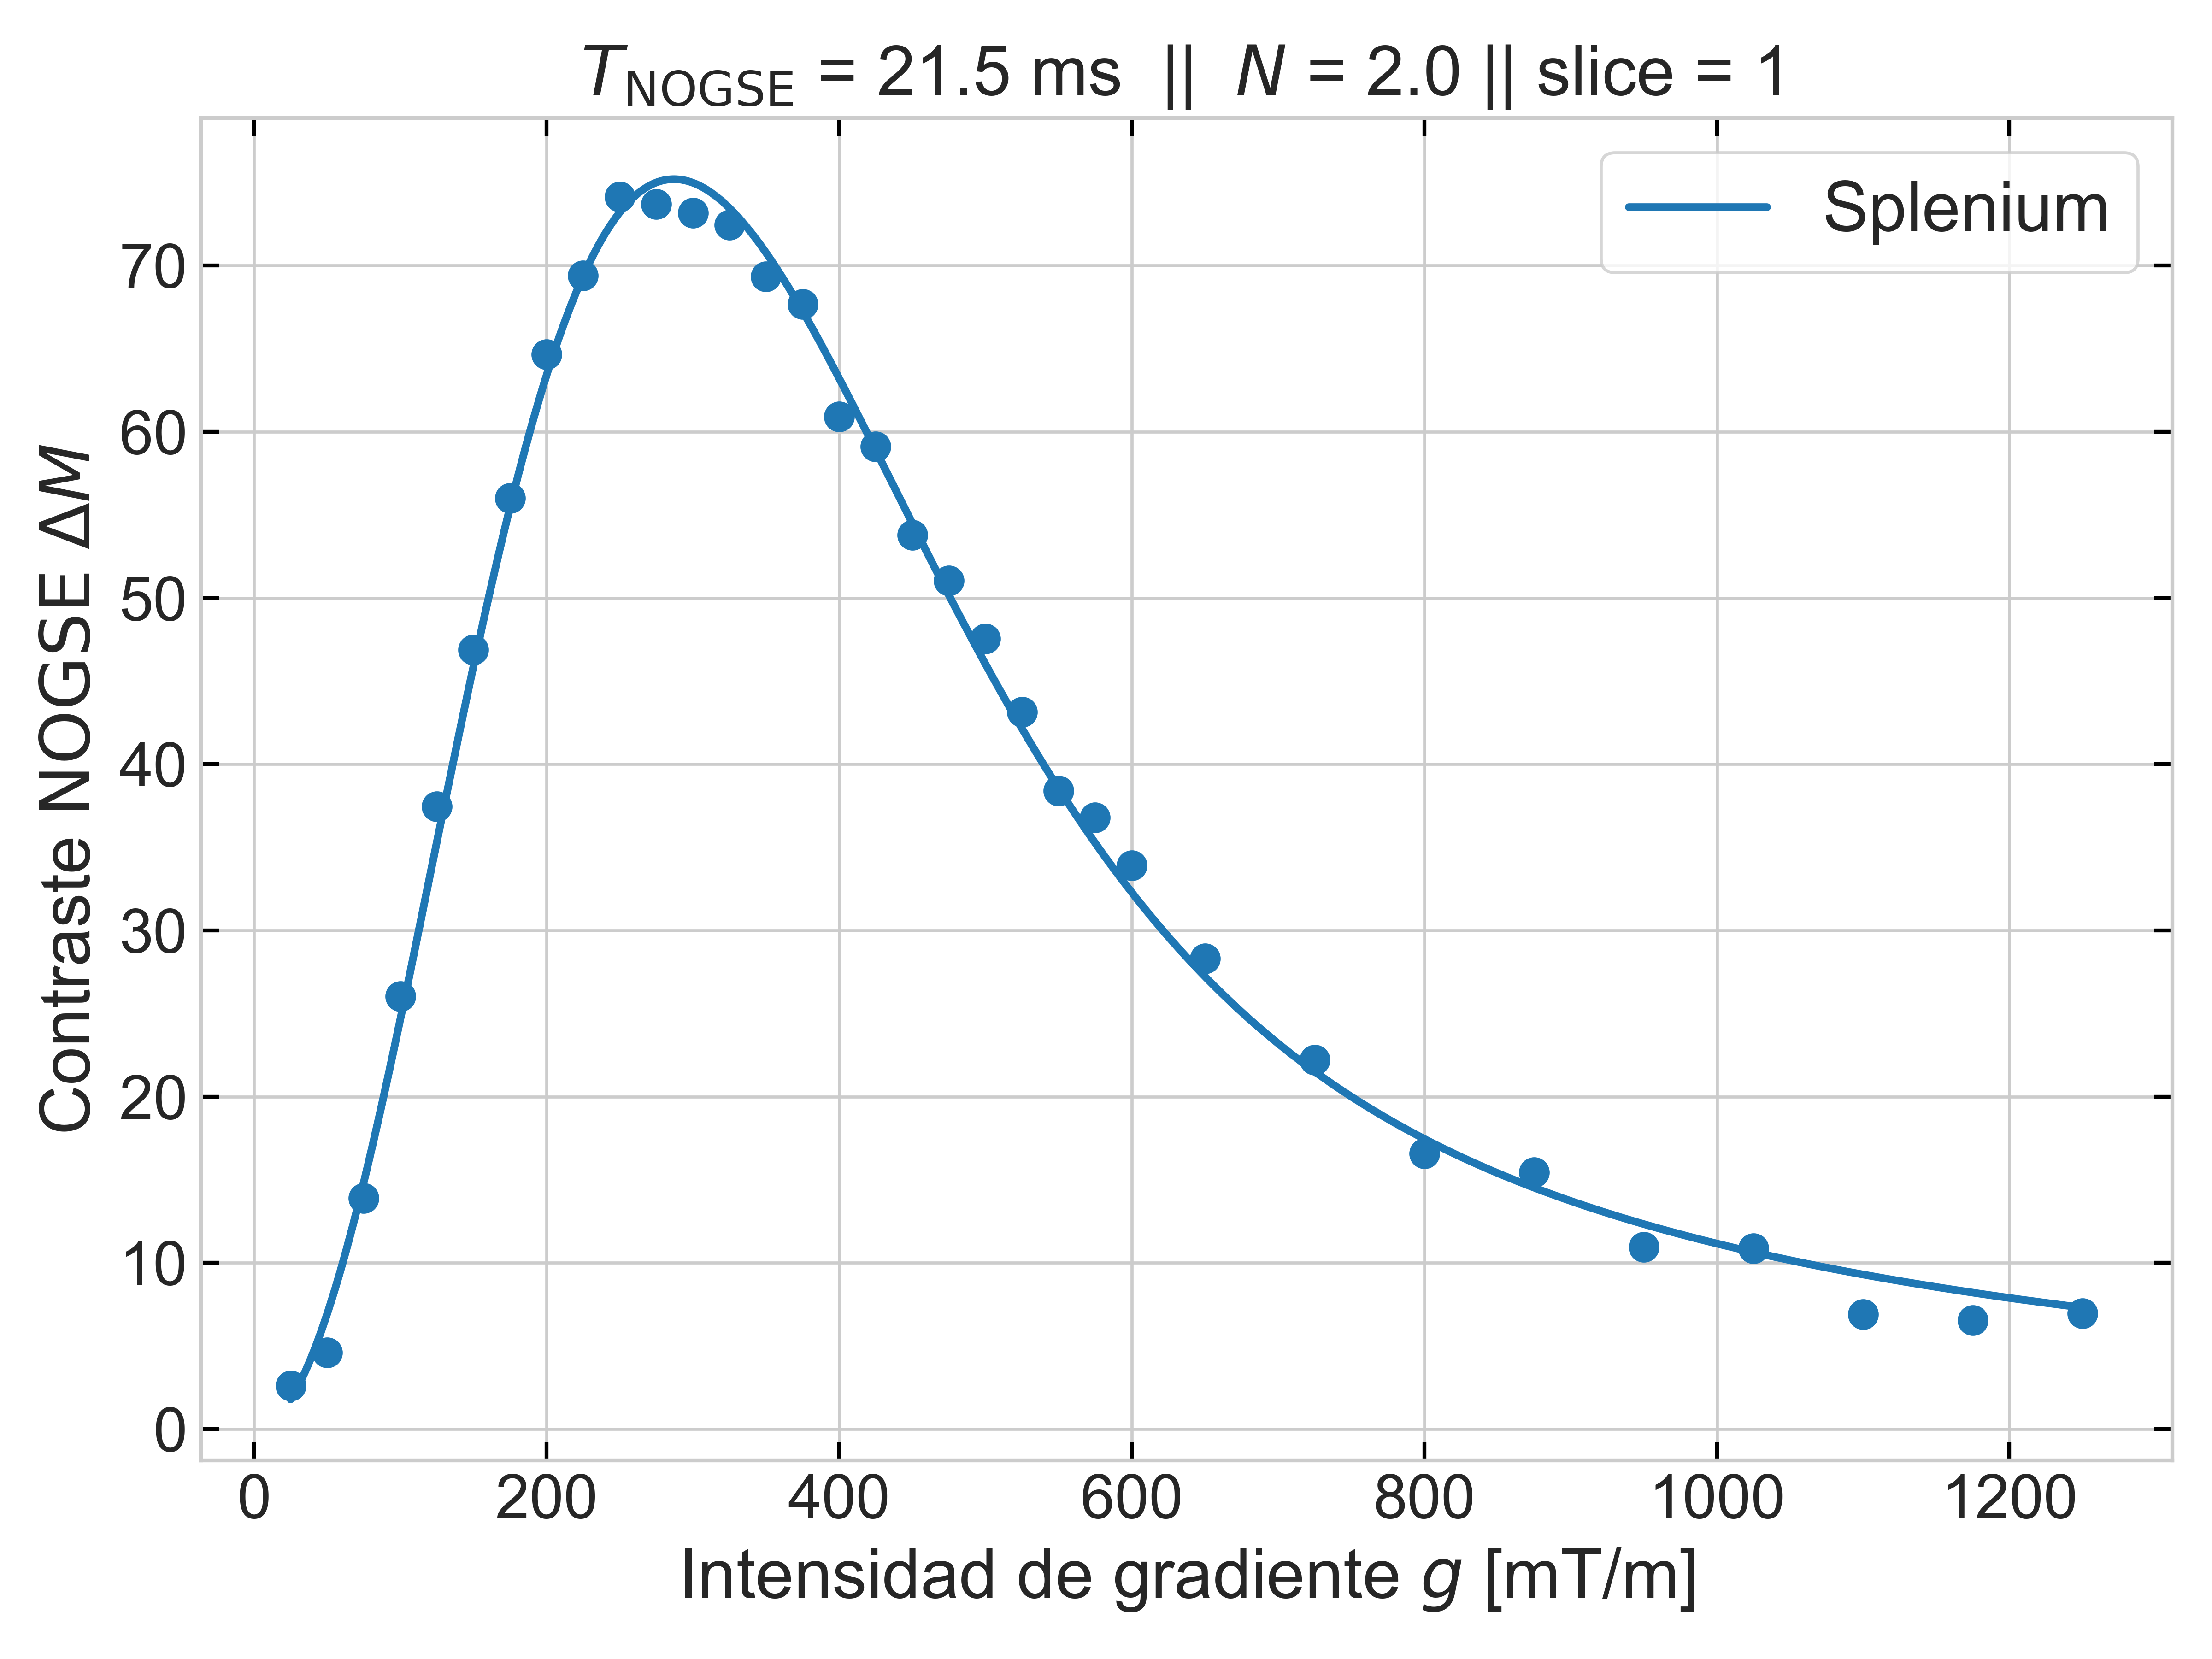 T_NOGSE = 21.5 ms || N = 2.0 || slice = 1
Splenium
Contraste NOGSE ΔM
70
60
50
40
30
20
10
0
0 200 400 600 800 1000 1200
Intensidad de gradiente g [mT/m]